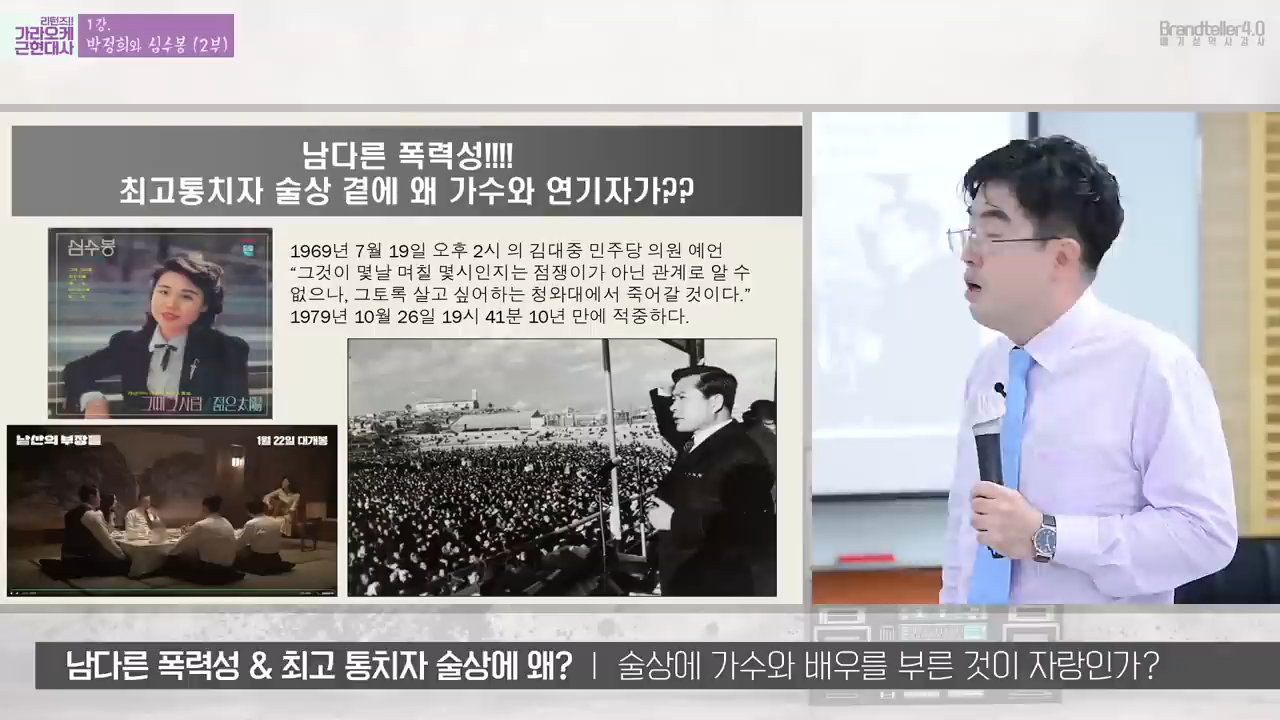 리턴즈!!
가라오케
근현대사
1강.
박정희와 심수봉 (2부)
Brandteller4.0
배기성역사강사
남다른 폭력성!!!!
최고통치자 술상 곁에 왜 가수와 연기자가??
심수봉
그때그사람
젊은太陽
1969년 7월 19일 오후 2시 의 김대중 민주당 의원 예언
“그것이 몇날 며칠 몇시인지는 점쟁이가 아닌 관계로 알 수
없으나, 그토록 살고 싶어하는 청와대에서 죽어갈 것이다.”
1979년 10월 26일 19시 41분 10년 만에 적중하다.
남산의 부장들
1월 22일 대개봉
남다른 폭력성 & 최고 통치자 술상에 왜? | 술상에 가수와 배우를 부른 것이 자랑인가?